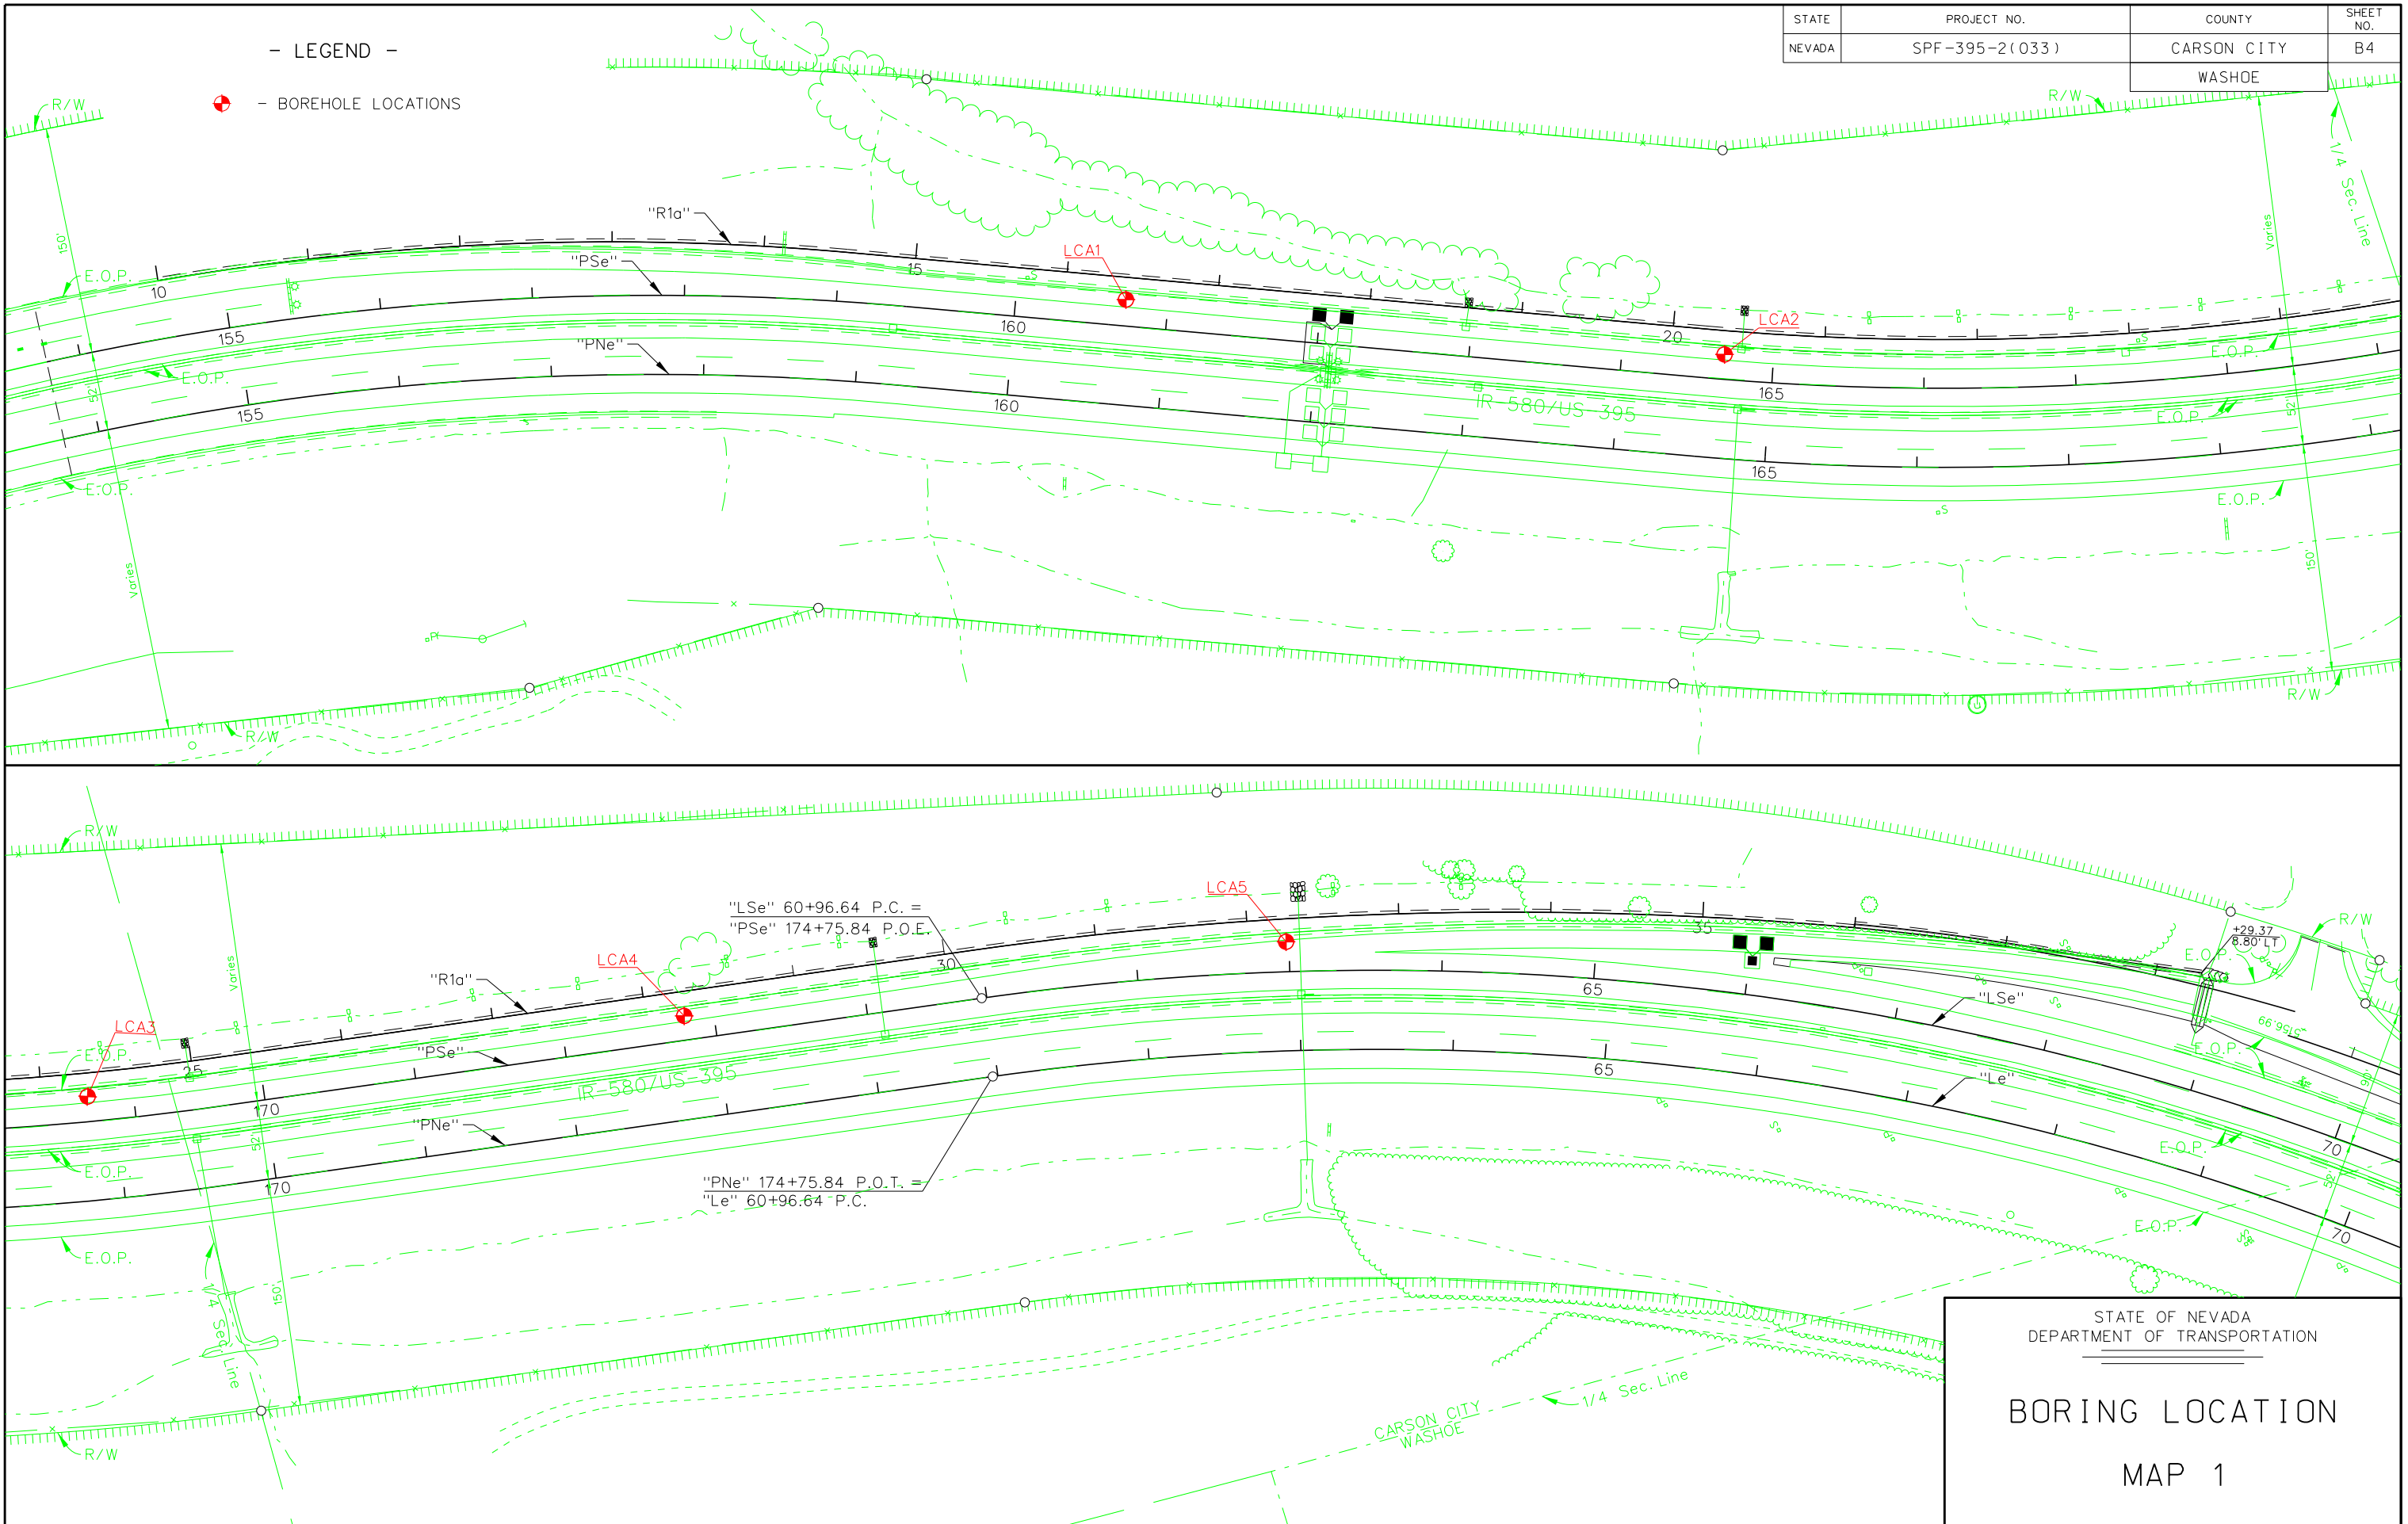 - LEGEND -
- BOREHOLE LOCATIONS
STATE
PROJECT NO.
COUNTY
SHEET NO.
NEVADA
SPF-395-2(033)
CARSON CITY
B4
WASHOE
R/W
R/W
1/4 Sec. Line
150'
Varies
"R1a"
LCA1
E.O.P.
"PSe"
10
15
155
160
LCA2
20
E.O.P.
"PNe"
E.O.P.
52'
155
160
165
IR-580/US-395
52'
E.O.P.
165
E.O.P.
E.O.P.
S
S
S
S
150'
Varies
P
R/W
R/W
R/W
Varies
LCA5
"LSe" 60+96.64 P.C. =
"PSe" 174+75.84 P.O.E.
35
R/W
+29.37
8.80' LT
E.O.P.
LCA4
30
"R1a"
65
"LSe"
LCA3
E.O.P.
"PSe"
25
IR-580/US-395
E.O.P.
90'
65
"Le"
170
"PNe"
52'
E.O.P.
170
E.O.P.
70
52'
"PNe" 174+75.84 P.O.T. =
"Le" 60+96.64 P.C.
E.O.P.
70
E.O.P.
150'
1/4 Sec. Line
R/W
1/4 Sec. Line
CARSON CITY
WASHOE
STATE OF NEVADA
DEPARTMENT OF TRANSPORTATION
BORING LOCATION
MAP 1